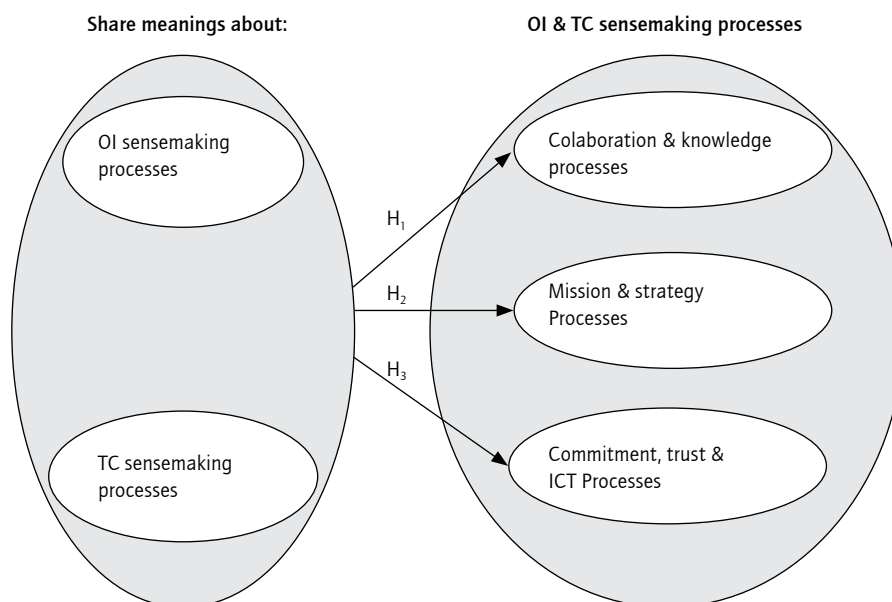 Share meanings about:
OI & TC sensemaking processes
OI sensemaking
processes
Colaboration & knowledge
processes
H1
H2
Mission & strategy
Processes
H3
TC sensemaking
processes
Commitment, trust &
ICT Processes